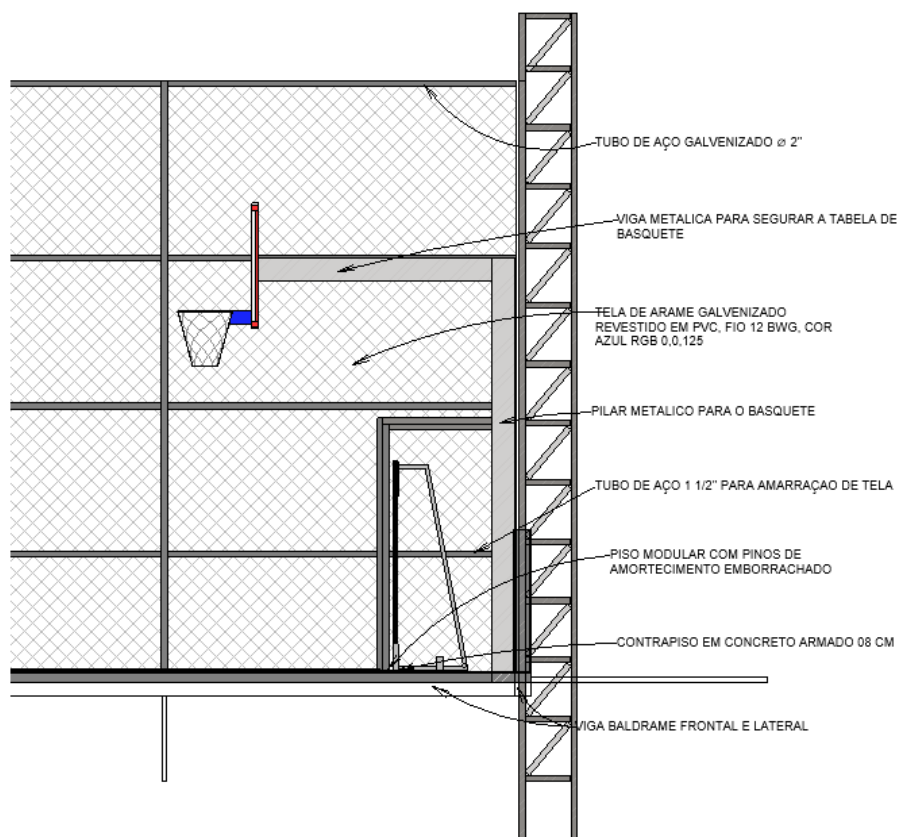 TUBO DE AÇO GALVENIZADO ⌀ 2"
VIGA METALICA PARA SEGURAR A TABELA DE
BASQUETE
TELA DE ARAME GALVENIZADO
REVESTIDO EM PVC, FIO 12 BWG, COR
AZUL RGB 0,0,125
PILAR METALICO PARA O BASQUETE
TUBO DE AÇO 1 1/2" PARA AMARRAÇAO DE TELA
PISO MODULAR COM PINOS DE
AMORTECIMENTO EMBORRACHADO
CONTRAPISO EM CONCRETO ARMADO 08 CM
VIGA BALDRAME FRONTAL E LATERAL